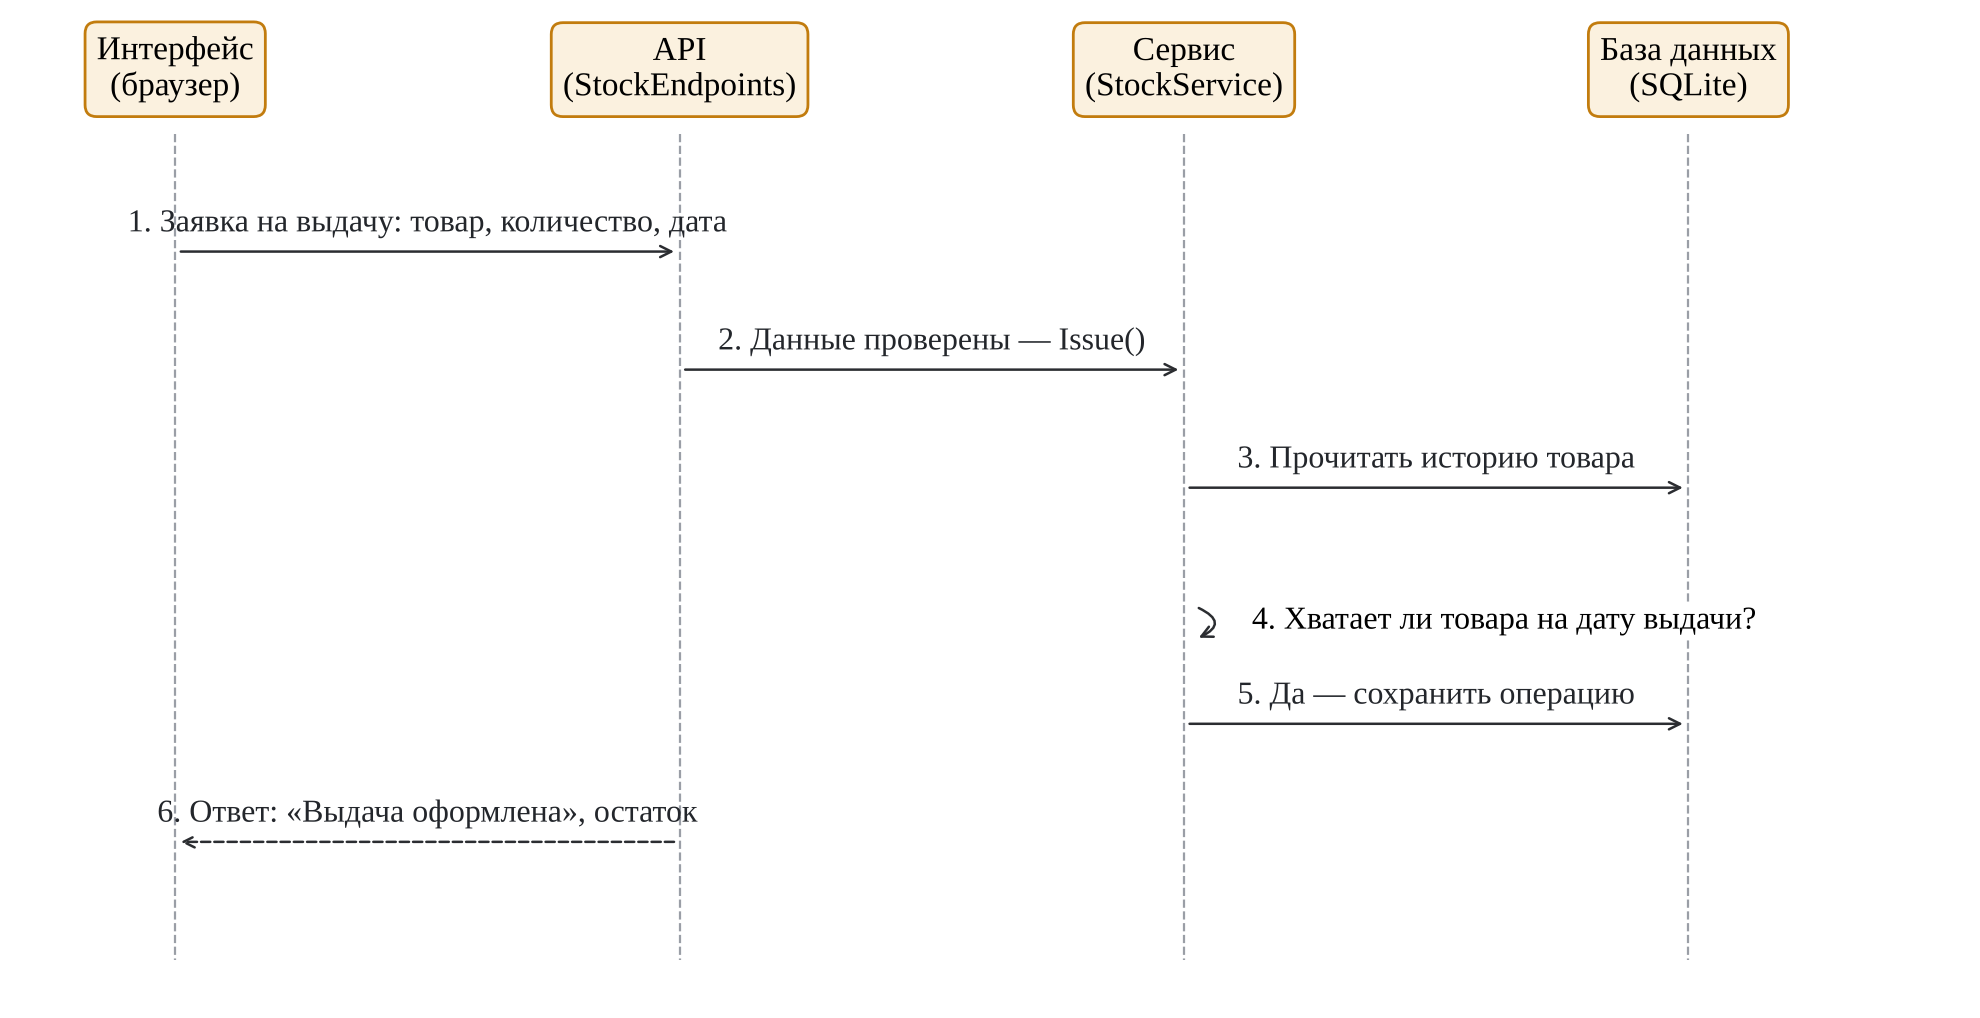 Интерфейс
(браузер)
API
(StockEndpoints)
Сервис
(StockService)
База данных
(SQLite)
1. Заявка на выдачу: товар, количество, дата
2. Данные проверены — Issue()
3. Прочитать историю товара
4. Хватает ли товара на дату выдачи?
5. Да — сохранить операцию
6. Ответ: «Выдача оформлена», остаток